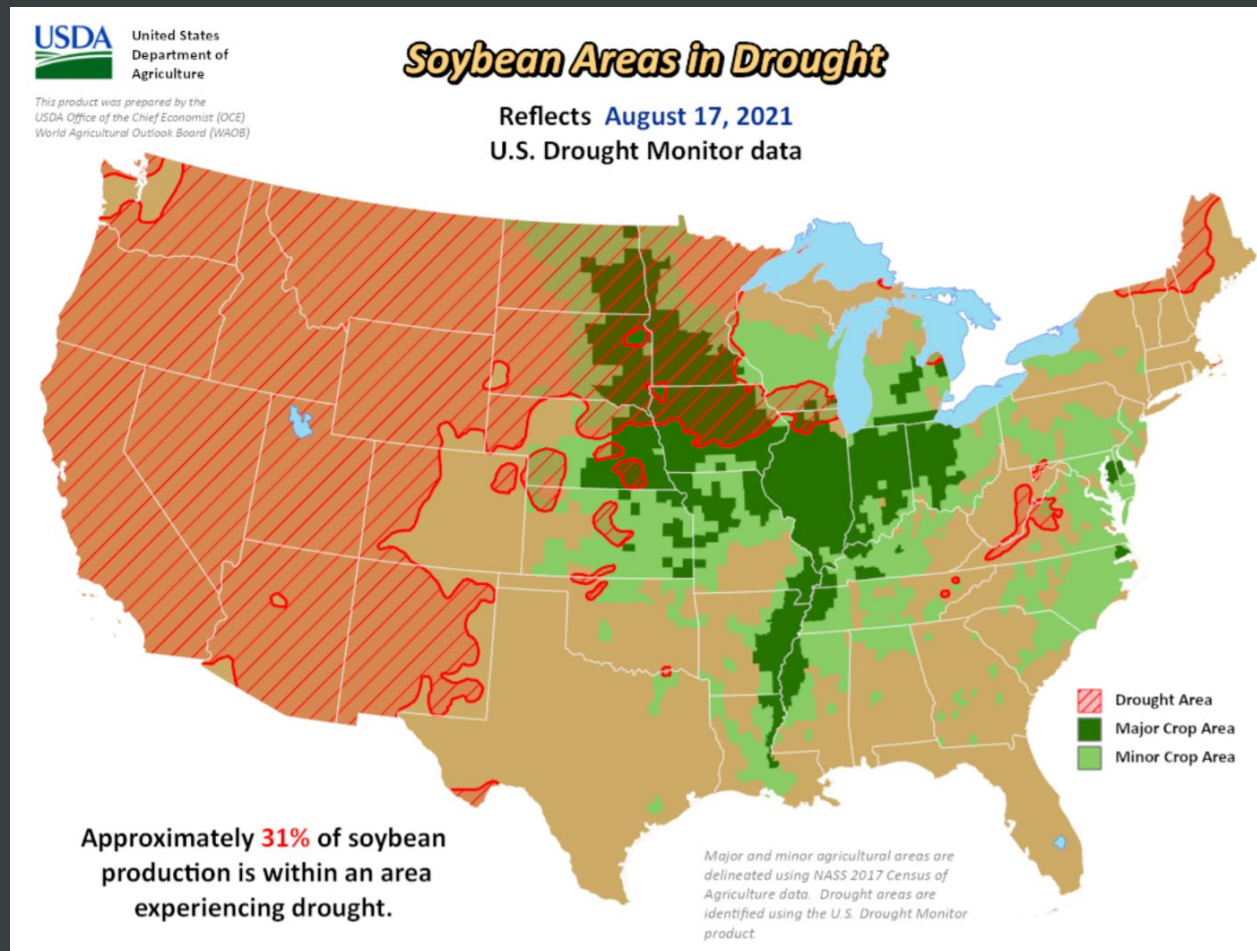 USDA
United States
Department of
Agriculture
This product was prepared by the
USDA Office of the Chief Economist (OCE)
World Agricultural Outlook Board (WAOB)
Soybean Areas in Drought
Reflects August 17, 2021
U.S. Drought Monitor data
Drought Area
Major Crop Area
Minor Crop Area
Approximately 31% of soybean
production is within an area
experiencing drought.
Major and minor agricultural areas are
delineated using NASS 2017 Census of
Agriculture data. Drought areas are
identified using the U.S. Drought Monitor
product.